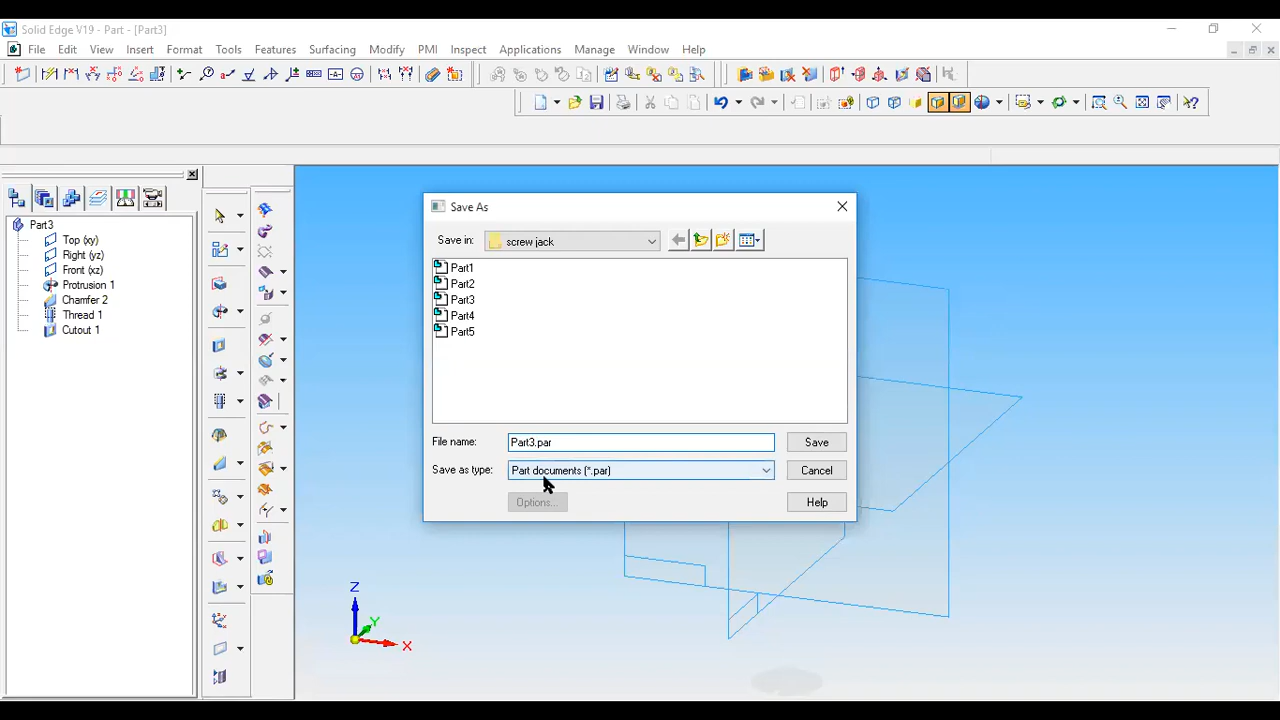 Solid Edge V19 - Part - [Part3]
File Edit View Insert Format Tools Features Surfacing Modify PMI Inspect Applications Manage Window Help
Part3
Top (xy)
Right (yz)
Front (xz)
Protrusion 1
Chamfer 2
Thread 1
Cutout 1
Save As
Save in: screw jack
Part1
Part2
Part3
Part4
Part5
File name: Part3.par Save
Save as type: Part documents (*.par) Cancel
Options... Help
Z
Y
X